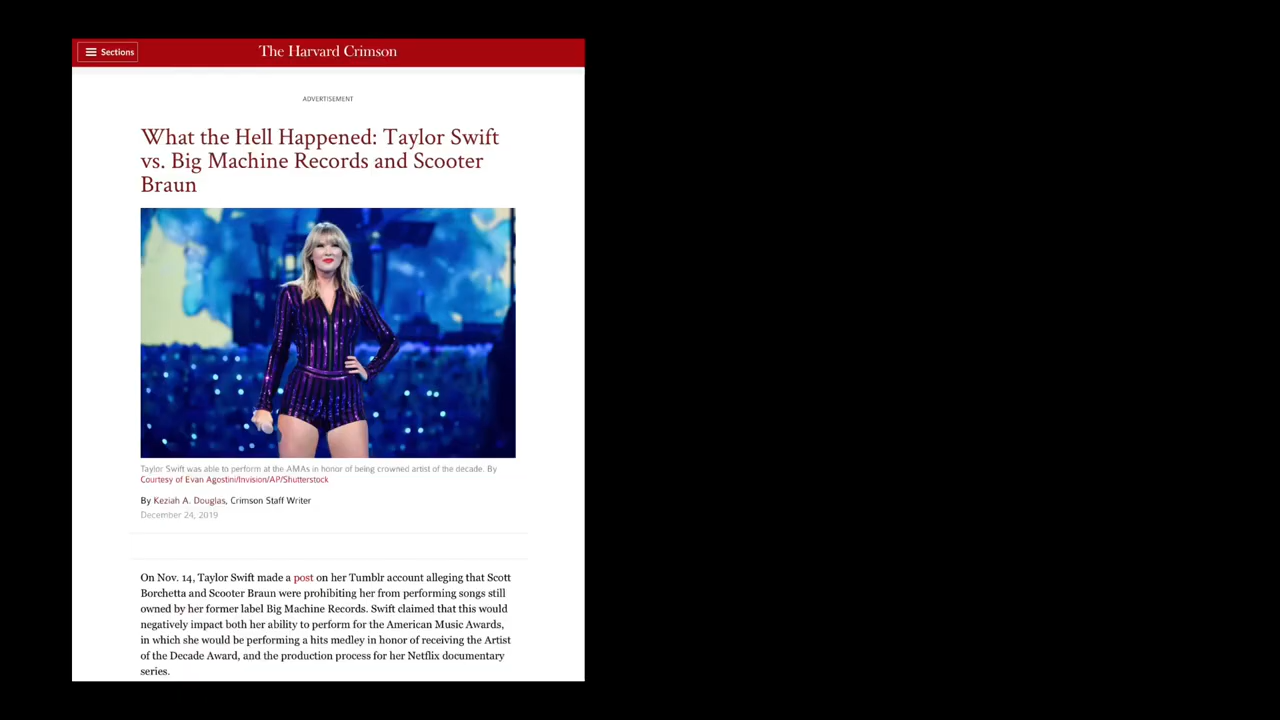 Sections
The Harvard Crimson
ADVERTISEMENT
What the Hell Happened: Taylor Swift
vs. Big Machine Records and Scooter
Braun
Taylor Swift was able to perform at the AMAs in honor of being crowned artist of the decade. By
Courtesy of Evan Agostini/Invision/AP/Shutterstock
By Keziah A. Douglas, Crimson Staff Writer
December 24, 2019
On Nov. 14, Taylor Swift made a post on her Tumblr account alleging that Scott
Borchetta and Scooter Braun were prohibiting her from performing songs still
owned by her former label Big Machine Records. Swift claimed that this would
negatively impact both her ability to perform for the American Music Awards,
in which she would be performing a hits medley in honor of receiving the Artist
of the Decade Award, and the production process for her Netflix documentary
series.